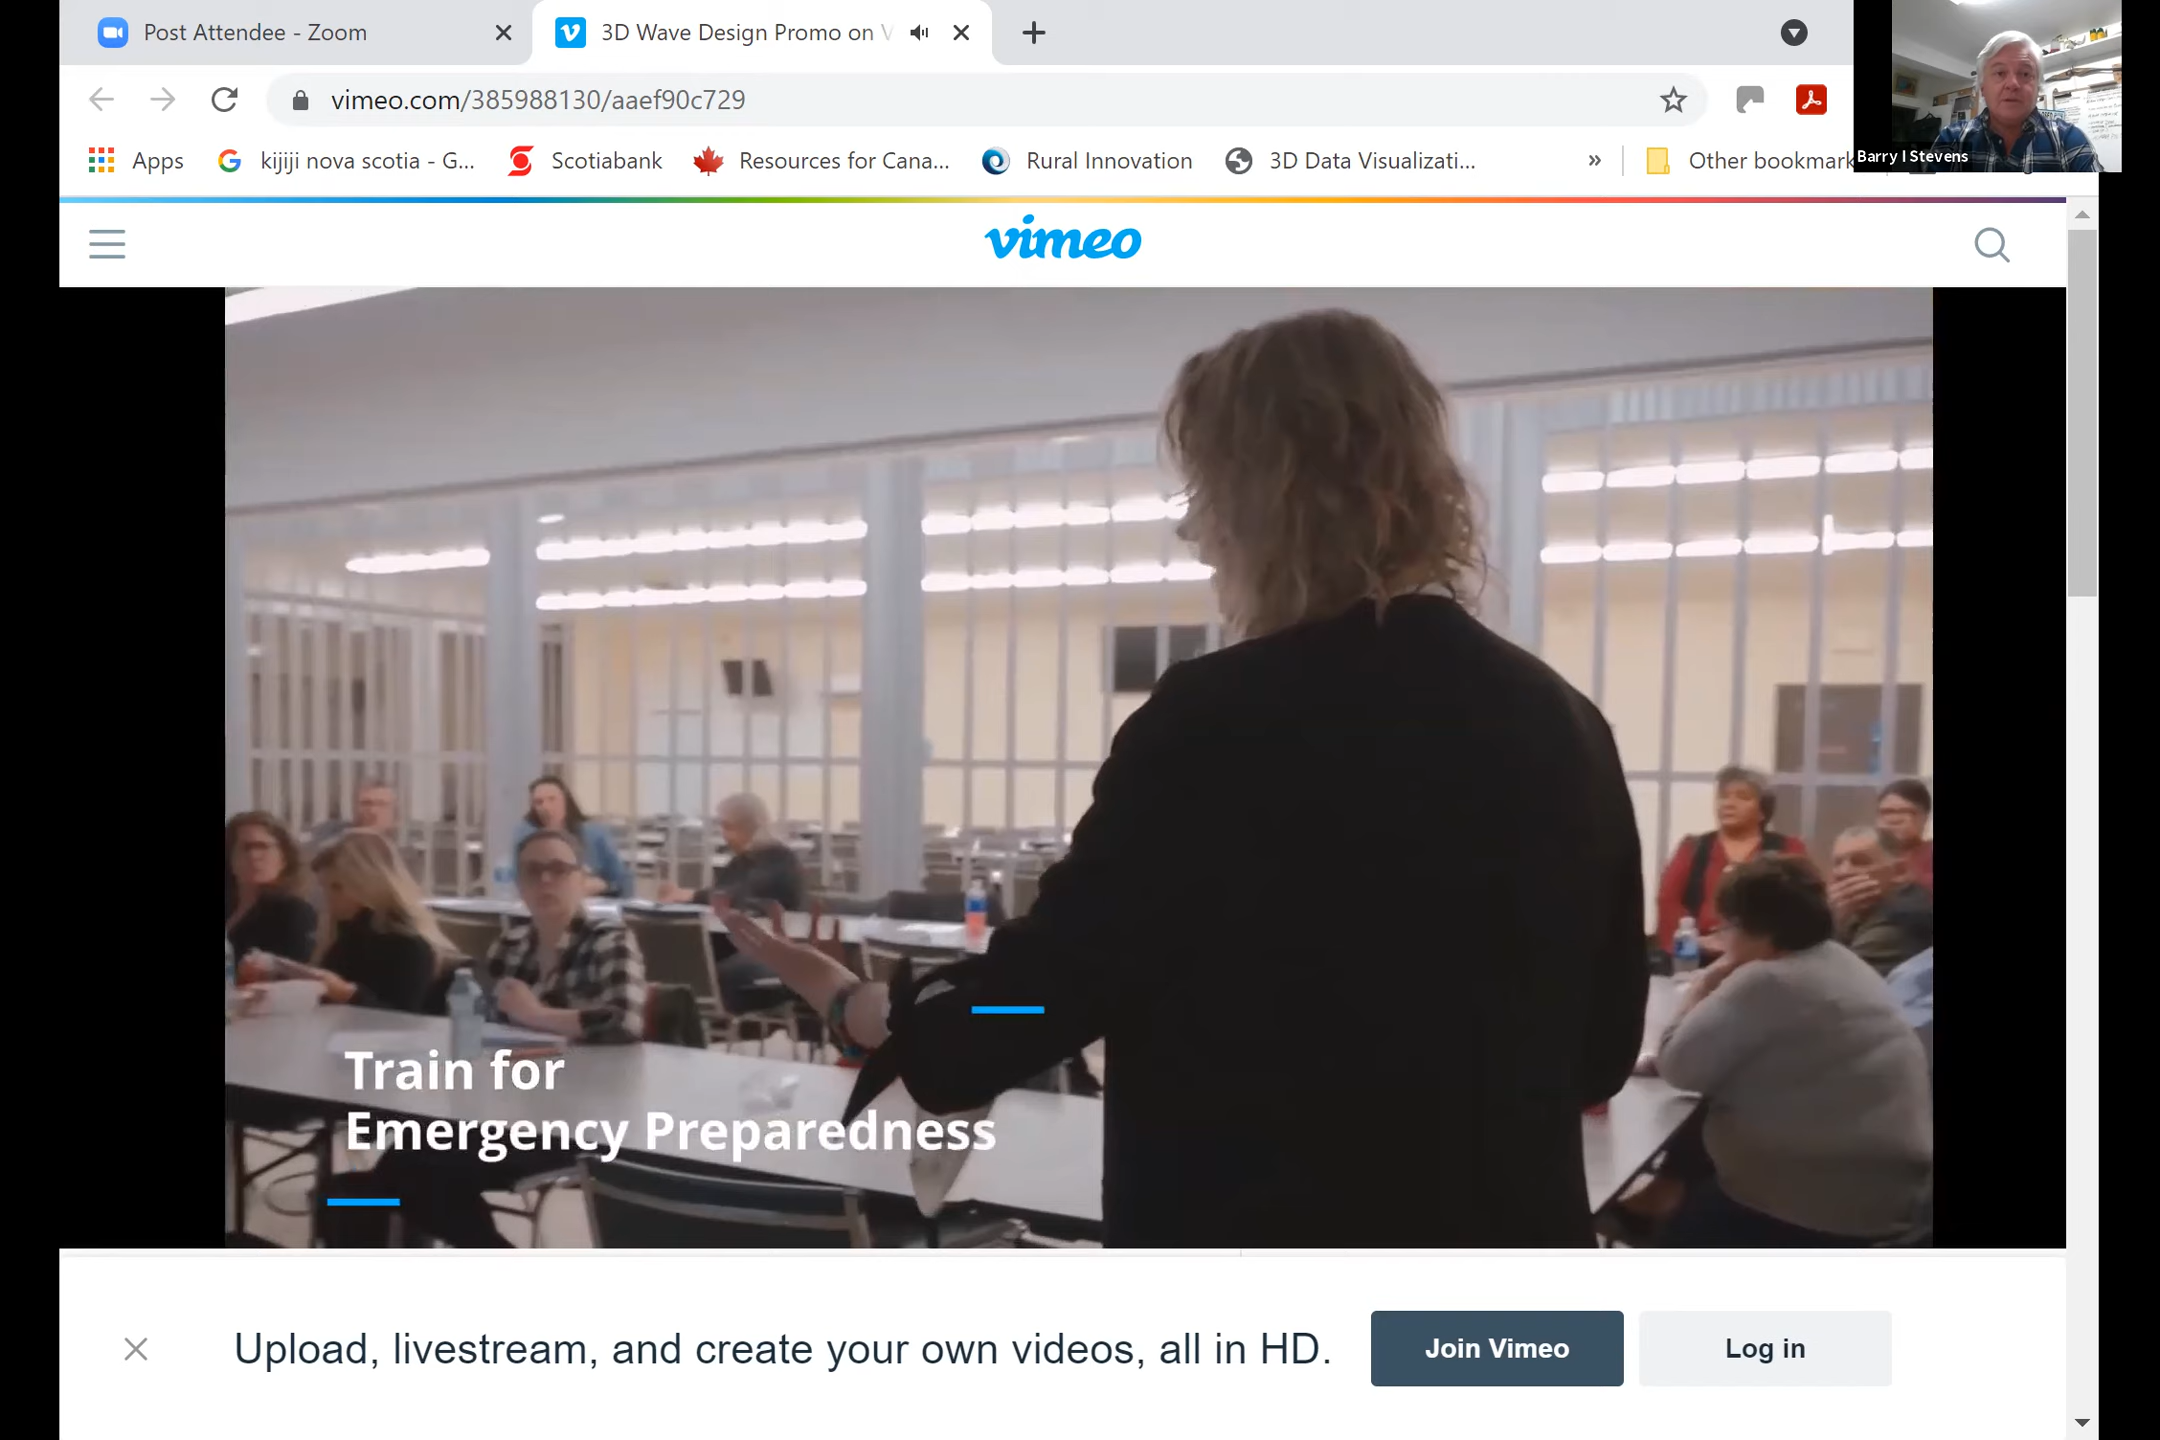 Post Attendee - Zoom
3D Wave Design Promo on V
vimeo.com/385988130/aaef90c729
Apps
kijiji nova scotia - G...
Scotiabank
Resources for Cana...
Rural Innovation
3D Data Visualizati...
»
Other bookmark
Barry I Stevens
vimeo
Train for
Emergency Preparedness
Upload, livestream, and create your own videos, all in HD.
Join Vimeo
Log in